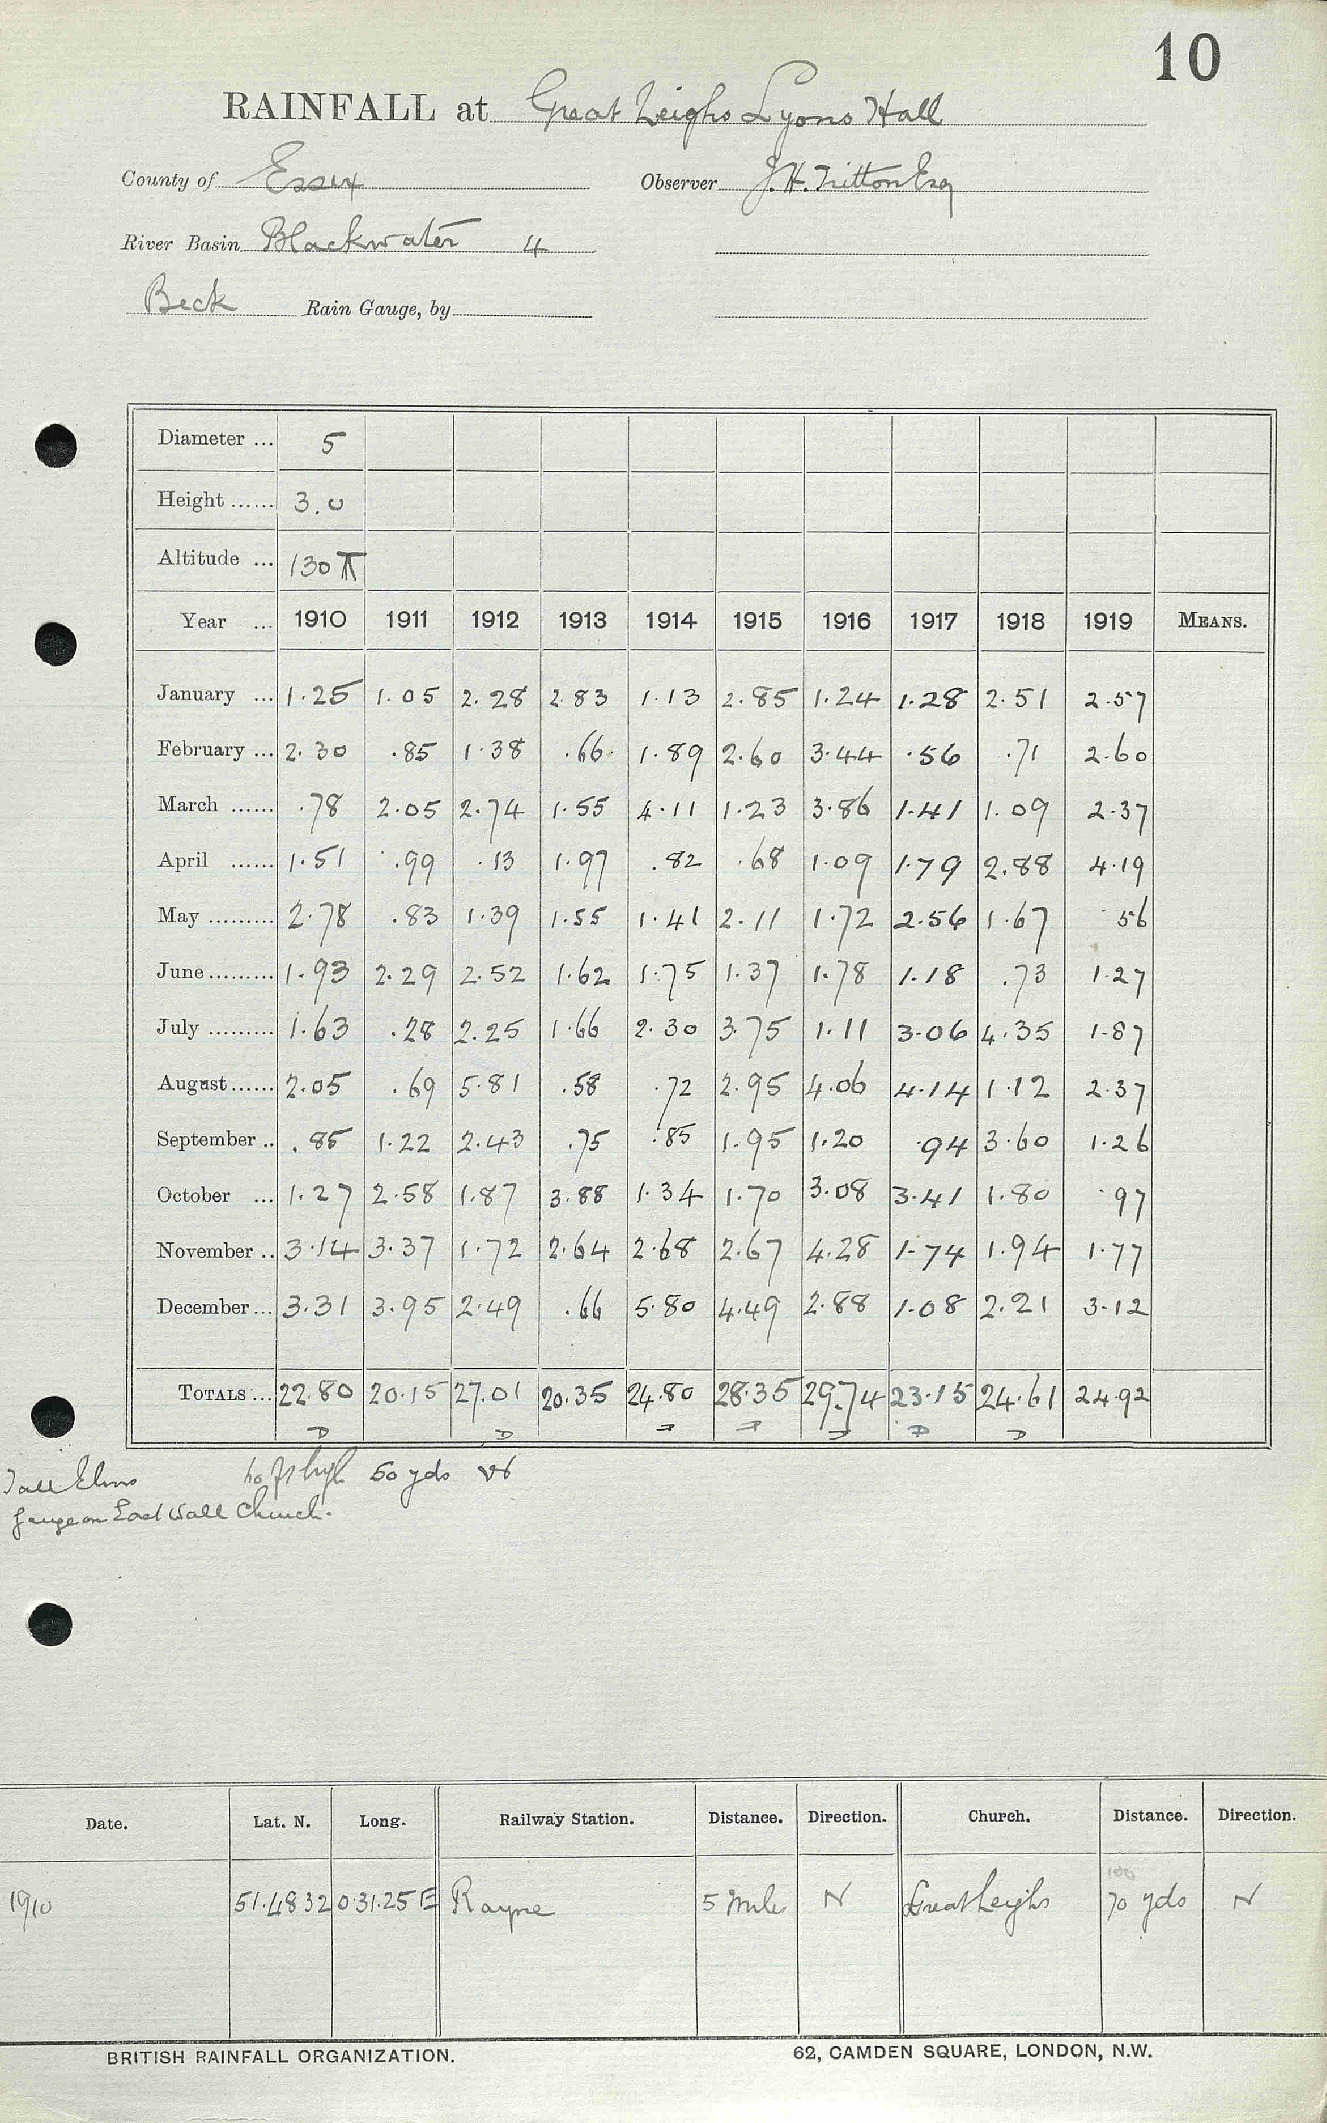 10
RAINFALL at Great Leighs Lyons Hall
County of Essex Observer J.H. Tritton Esq
River Basin Blackwater 4
Beck Rain Gauge, by
Diameter ... 5
Height ...... 3.0
Altitude ... 130
Year ... 1910 1911 1912 1913 1914 1915 1916 1917 1918 1919 MEANS.
January ... 1.25 1.05 2.28 2.83 1.13 2.85 1.24 1.28 2.51 2.57
February ... 2.30 .85 1.38 .66 1.89 2.60 3.44 .56 .71 2.60
March ...... .78 2.05 2.74 1.55 4.11 1.23 3.86 1.41 1.09 2.37
April ...... 1.51 .99 .13 1.97 .82 .68 1.09 1.79 2.88 4.19
May ......... 2.78 .83 1.39 1.55 1.41 2.11 1.72 2.56 1.67 .56
June ......... 1.93 2.29 2.52 1.62 1.75 1.37 1.78 1.18 .73 1.27
July ......... 1.63 .28 2.25 1.66 2.30 3.75 1.11 3.06 4.35 1.87
August ...... 2.05 .69 5.81 .58 .72 2.95 4.06 4.14 1.12 2.37
September .. .85 1.22 2.43 .75 .85 1.95 1.20 .94 3.60 1.26
October ... 1.27 2.58 1.87 3.88 1.34 1.70 3.08 3.41 1.80 .97
November .. 3.14 3.37 1.72 2.64 2.68 2.67 4.28 1.74 1.94 1.77
December ... 3.31 3.95 2.49 .66 5.80 4.49 2.88 1.08 2.21 3.12
TOTALS ... 22.80 20.15 27.01 20.35 24.80 28.35 29.74 23.15 24.61 24.92
Tall Elms 60 ft high 50 yds
gauge on East Wall Church.
Date. Lat. N. Long. Railway Station. Distance. Direction. Church. Distance. Direction.
100
1910 51.48 32 0 31.25 E Rayne 5 mile N Great Leighs 70 yds N
BRITISH RAINFALL ORGANIZATION. 62, CAMDEN SQUARE, LONDON, N.W.